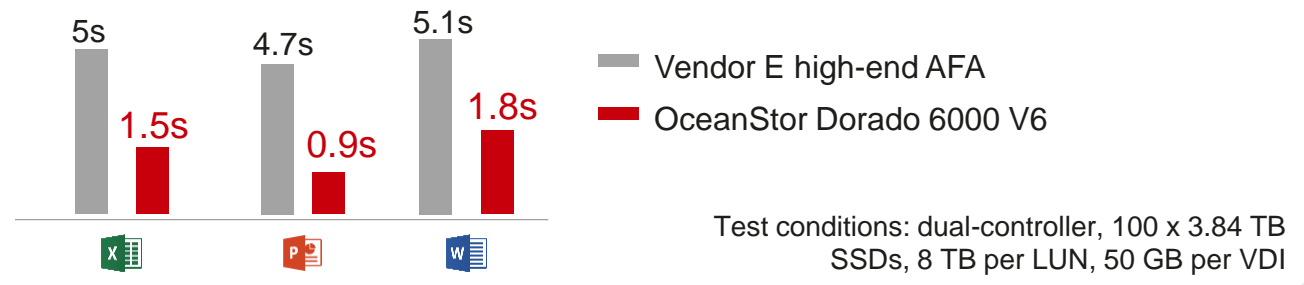 5s
1.5s
4.7s
0.9s
5.1s
1.8s
Vendor E high-end AFA
OceanStor Dorado 6000 V6
X
P
W
Test conditions: dual-controller, 100 x 3.84 TB
SSDs, 8 TB per LUN, 50 GB per VDI